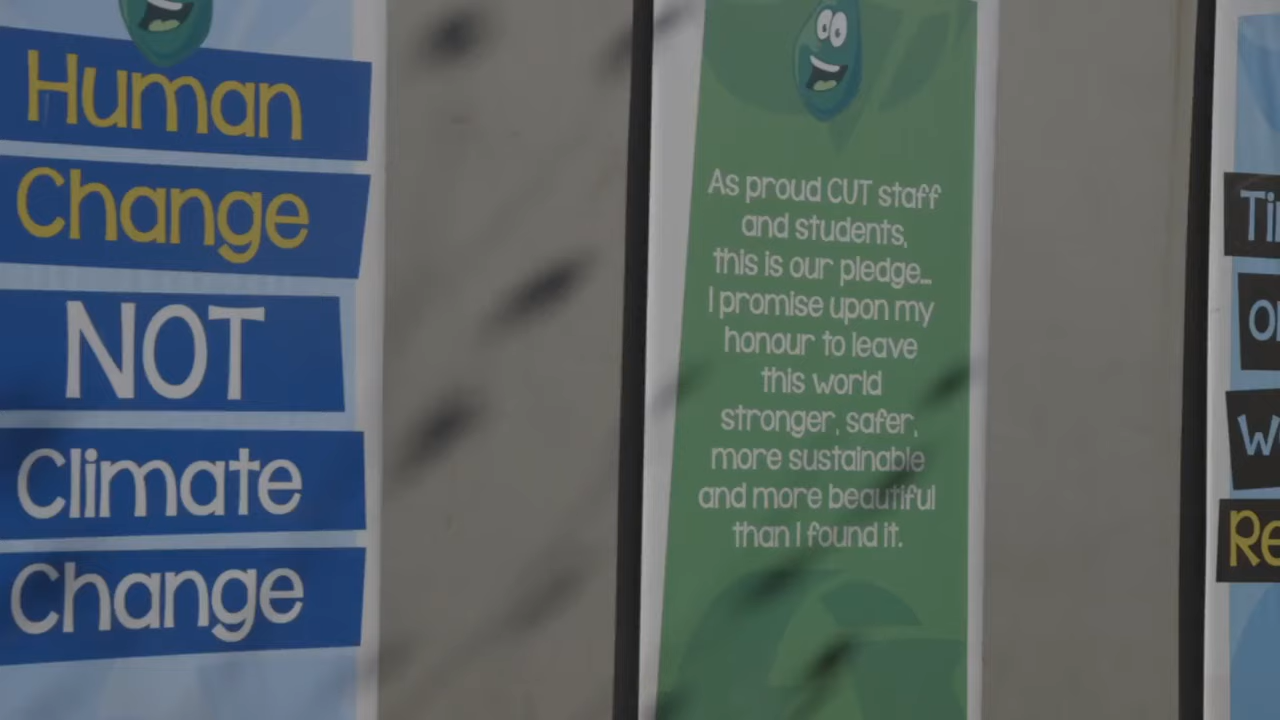 Human
Change
NOT
Climate
Change
As proud CUT staff
and students,
this is our pledge...
I promise upon my
honour to leave
this world
stronger, safer,
more sustainable
and more beautiful
than I found it.